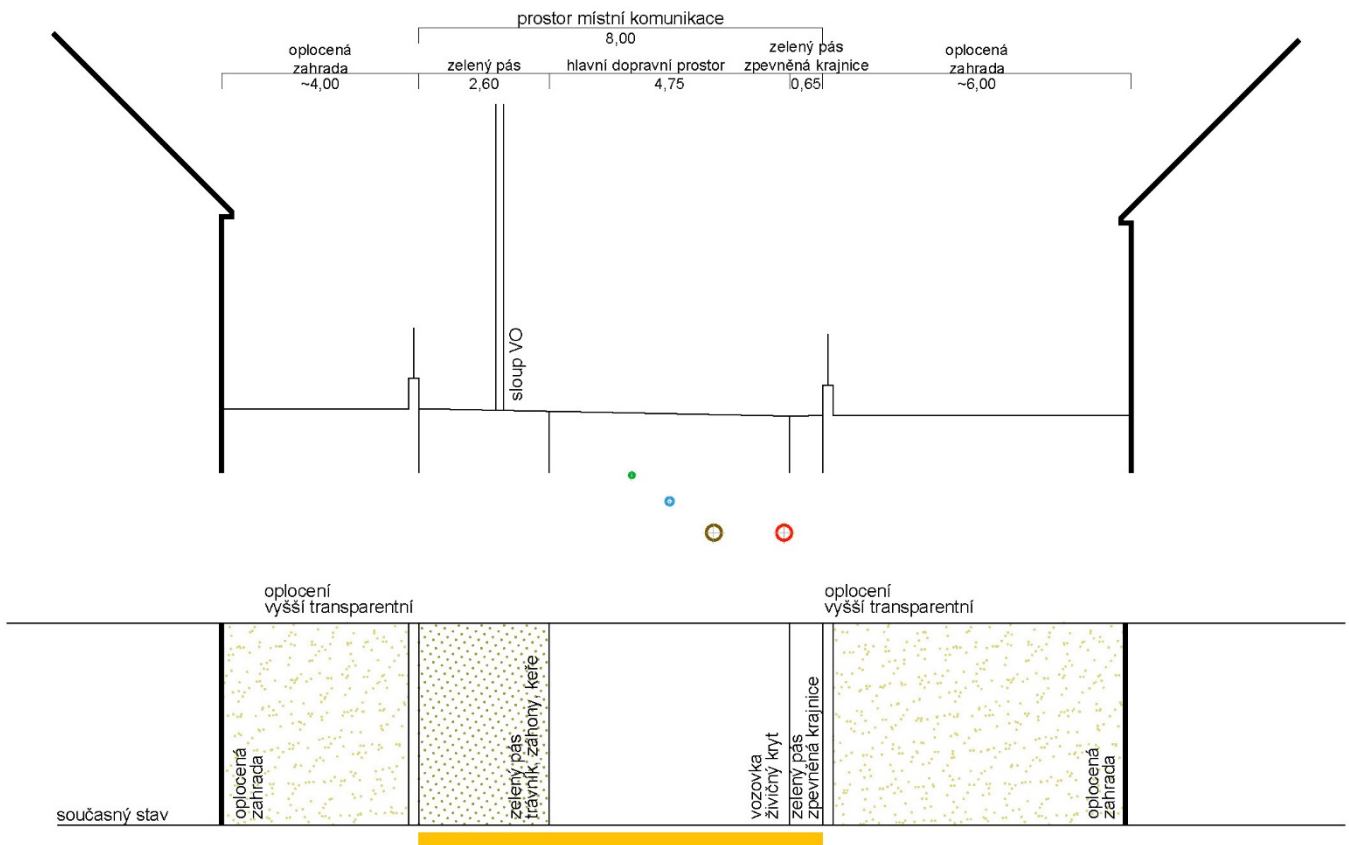 prostor místní komunikace
8,00
oplocená
zahrada
~4,00
zelený pás
2,60
hlavní dopravní prostor
4,75
zelený pás
zpevněná krajnice
0,65
oplocená
zahrada
~6,00
sloup VO
oplocení
vyšší transparentní
oplocení
vyšší transparentní
současný stav
oplocená
zahrada
zelený pás
trávník, záhony, keře
vozovka
živičný kryt
zelený pás
zpevněná krajnice
oplocená
zahrada